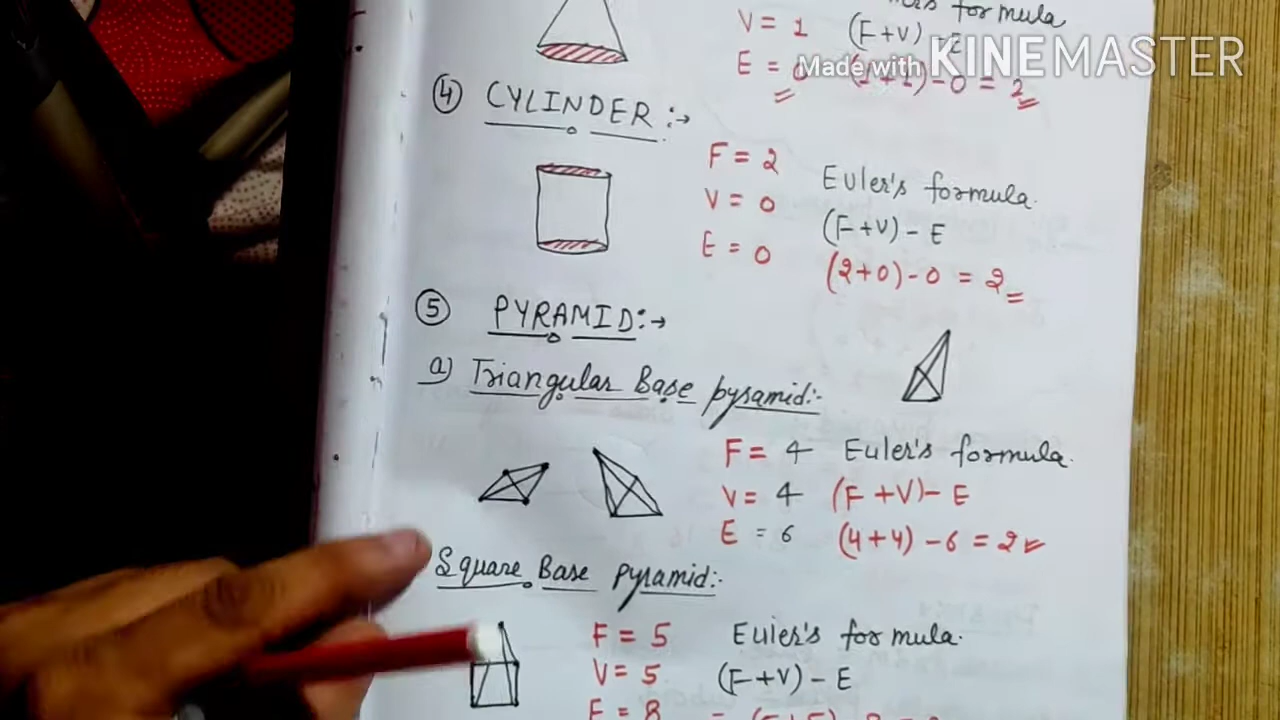 formula
V = 1 (F+V) - E
E = 0 - 0 = 2
Made with KINEMASTER
④ CYLINDER :→
F = 2
V = 0
E = 0
Euler's formula.
(F+V) - E
(2+0) - 0 = 2
⑤ PYRAMID :→
a) Triangular Base pyramid:-
F = 4 Euler's formula.
V = 4 (F+V) - E
E = 6 (4+4) - 6 = 2
Square Base pyramid:-
F = 5 Euler's formula.
V = 5 (F+V) - E
E = 8